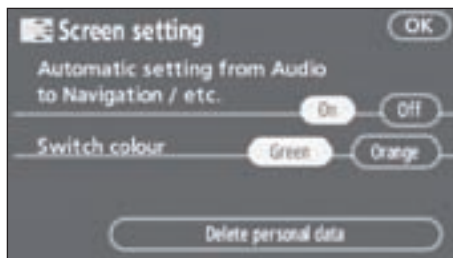 Screen setting OK
Automatic setting from Audio
to Navigation / etc.
On Off
Switch colour Green Orange
Delete personal data